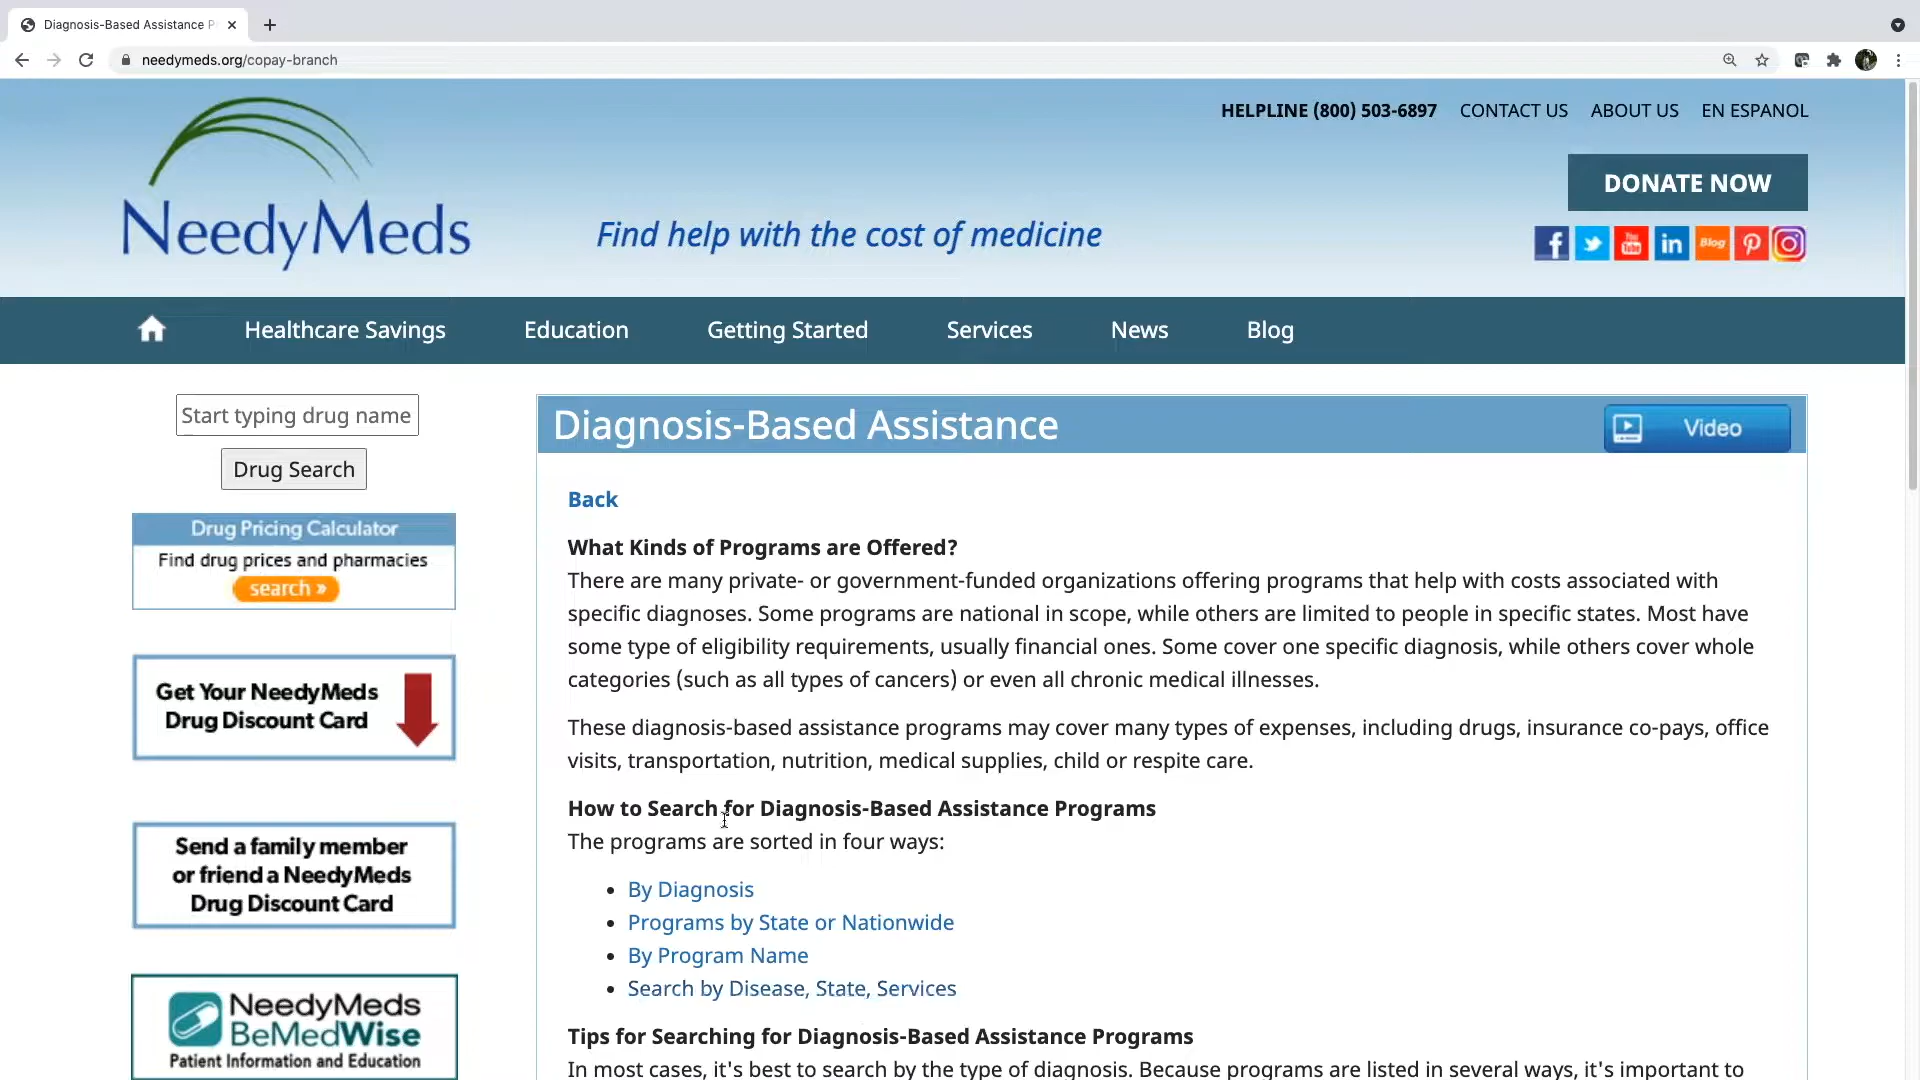 Diagnosis-Based Assistance P
needymeds.org/copay-branch
HELPLINE (800) 503-6897 CONTACT US ABOUT US EN ESPANOL
DONATE NOW
NeedyMeds
Find help with the cost of medicine
f You Tube in Blog
Healthcare Savings Education Getting Started Services News Blog
Start typing drug name
Drug Search
Drug Pricing Calculator
Find drug prices and pharmacies
search »
Get Your NeedyMeds
Drug Discount Card
Send a family member
or friend a NeedyMeds
Drug Discount Card
NeedyMeds
BeMedWise
Patient Information and Education
Diagnosis-Based Assistance
Video
Back
What Kinds of Programs are Offered?
There are many private- or government-funded organizations offering programs that help with costs associated with
specific diagnoses. Some programs are national in scope, while others are limited to people in specific states. Most have
some type of eligibility requirements, usually financial ones. Some cover one specific diagnosis, while others cover whole
categories (such as all types of cancers) or even all chronic medical illnesses.
These diagnosis-based assistance programs may cover many types of expenses, including drugs, insurance co-pays, office
visits, transportation, nutrition, medical supplies, child or respite care.
How to Search for Diagnosis-Based Assistance Programs
The programs are sorted in four ways:
• By Diagnosis
• Programs by State or Nationwide
• By Program Name
• Search by Disease, State, Services
Tips for Searching for Diagnosis-Based Assistance Programs
In most cases, it's best to search by the type of diagnosis. Because programs are listed in several ways, it's important to